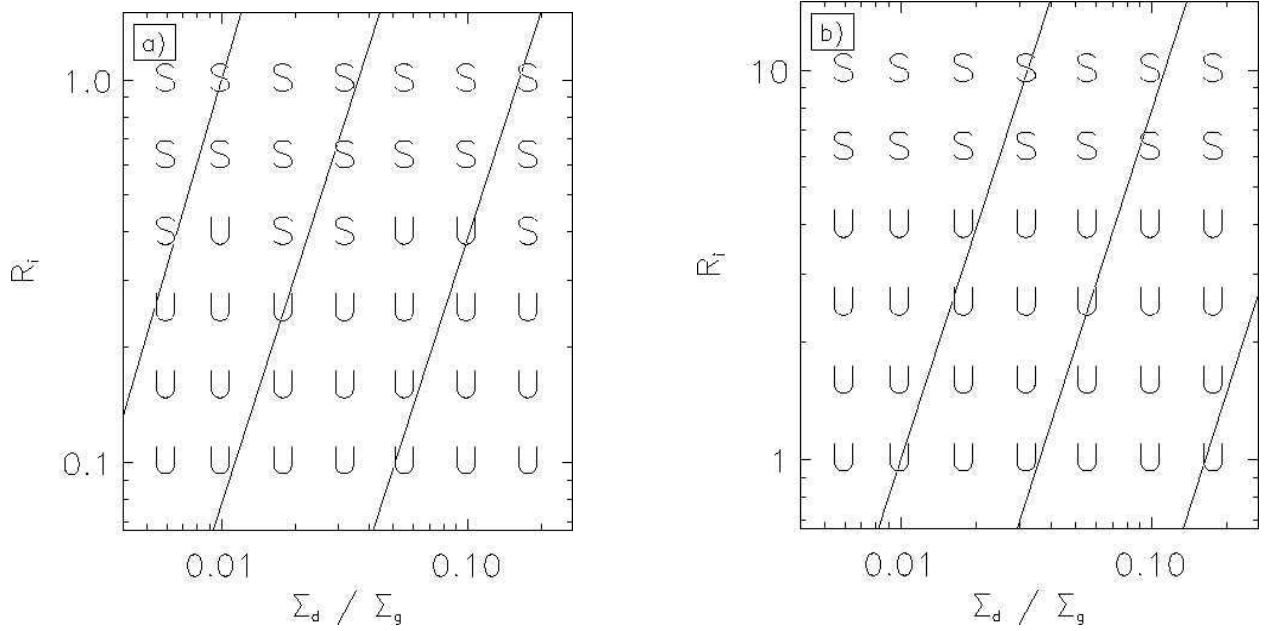 a)
1.0 S S S S S S S
S S S S S S S
S U S S U U S
R_i
U U U U U U U
U U U U U U U
0.1 U U U U U U U
0.01 0.10
Σ_d / Σ_g
b)
10 S S S S S S S
S S S S S S S
U U U U U U U
R_i
U U U U U U U
U U U U U U U
1 U U U U U U U
0.01 0.10
Σ_d / Σ_g